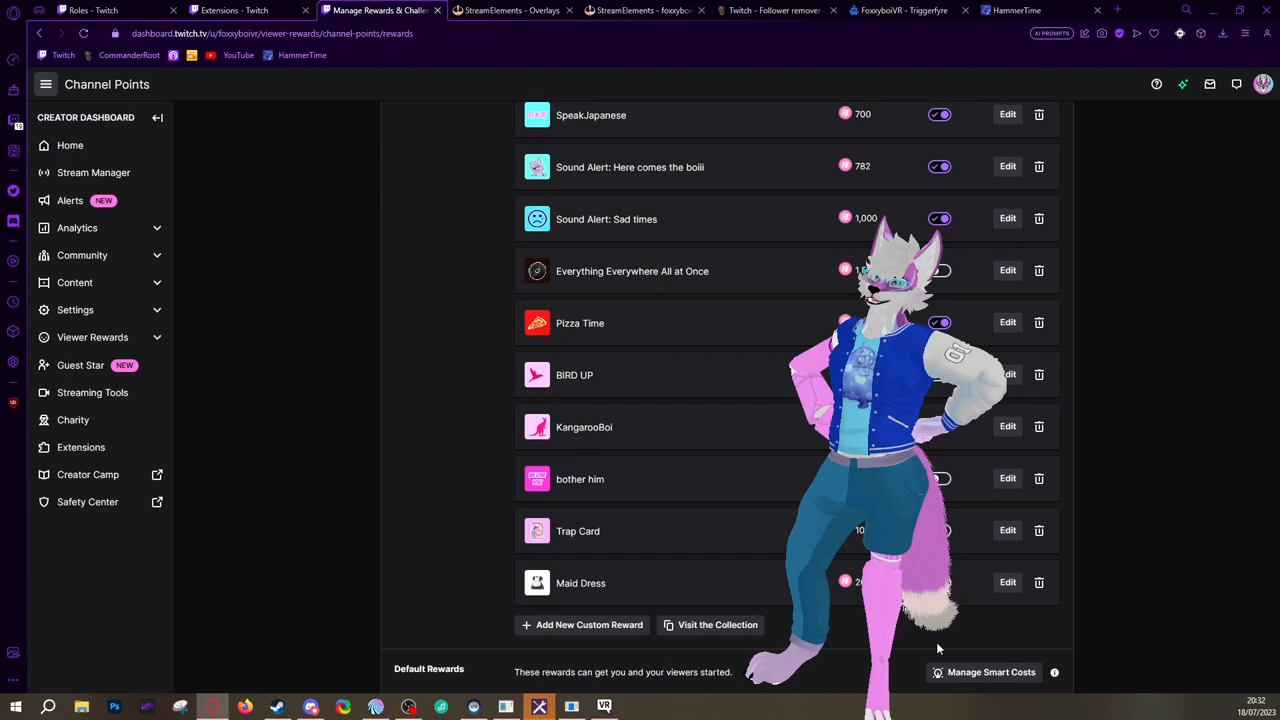 Roles - Twitch
Extensions - Twitch
Manage Rewards & Challe
StreamElements - Overlays
StreamElements - foxxyboi
Twitch - Follower remover
FoxxyboiVR - Triggerfyre
HammerTime
dashboard.twitch.tv/u/foxxyboivr/viewer-rewards/channel-points/rewards
AI PROMPTS
Twitch
CommanderRoot
YouTube
HammerTime
Channel Points
CREATOR DASHBOARD
Home
Stream Manager
Alerts NEW
Analytics
Community
Content
Settings
Viewer Rewards
Guest Star NEW
Streaming Tools
Charity
Extensions
Creator Camp
Safety Center
日本語 SpeakJapanese 700 Edit
Sound Alert: Here comes the boiii 782 Edit
Sound Alert: Sad times 1,000 Edit
Everything Everywhere All at Once Edit
Pizza Time Edit
BIRD UP
KangarooBoi Edit
bother him Edit
Trap Card 10 Edit
Maid Dress Edit
Add New Custom Reward
Visit the Collection
Default Rewards
These rewards can get you and your viewers started.
Manage Smart Costs
20:32
18/07/2023